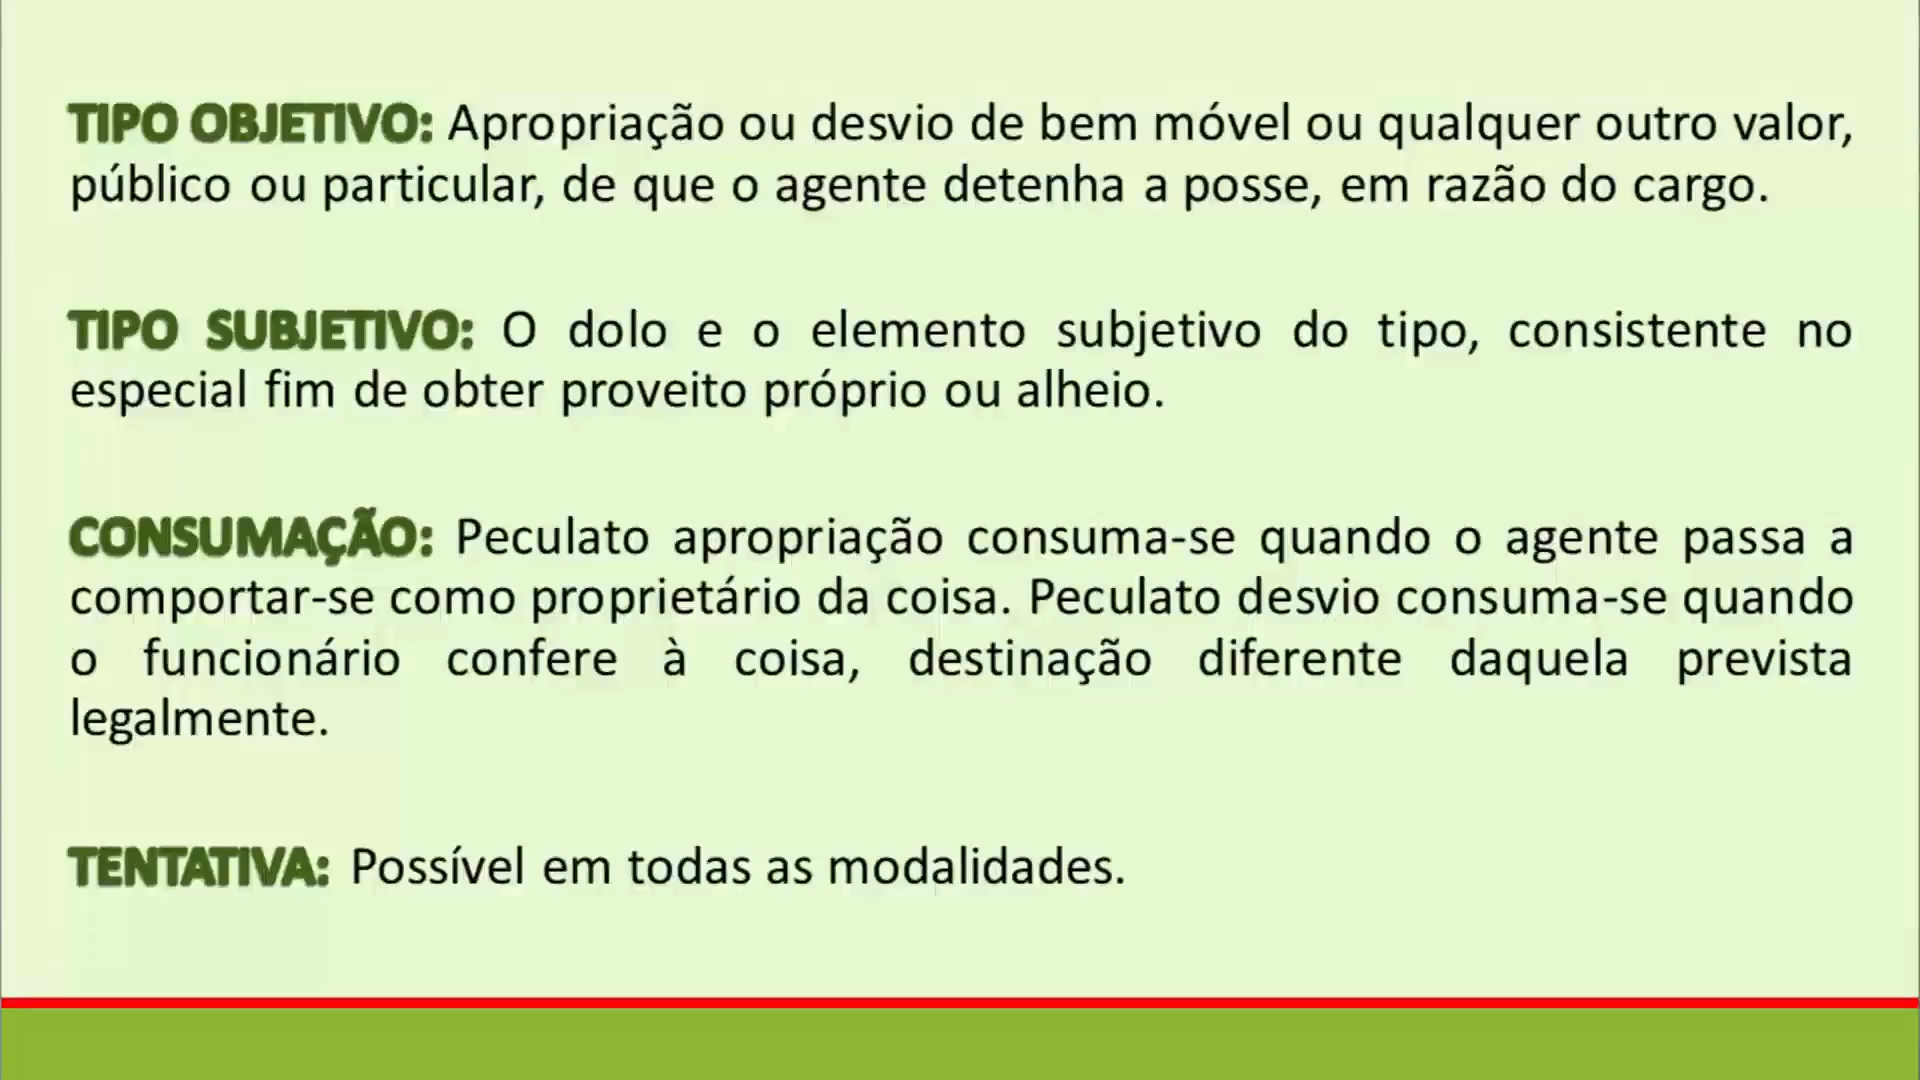 TIPO OBJETIVO: Apropriação ou desvio de bem móvel ou qualquer outro valor,
público ou particular, de que o agente detenha a posse, em razão do cargo.
TIPO SUBJETIVO: O dolo e o elemento subjetivo do tipo, consistente no
especial fim de obter proveito próprio ou alheio.
CONSUMAÇÃO: Peculato apropriação consuma-se quando o agente passa a
comportar-se como proprietário da coisa. Peculato desvio consuma-se quando
o funcionário confere à coisa, destinação diferente daquela prevista
legalmente.
TENTATIVA: Possível em todas as modalidades.